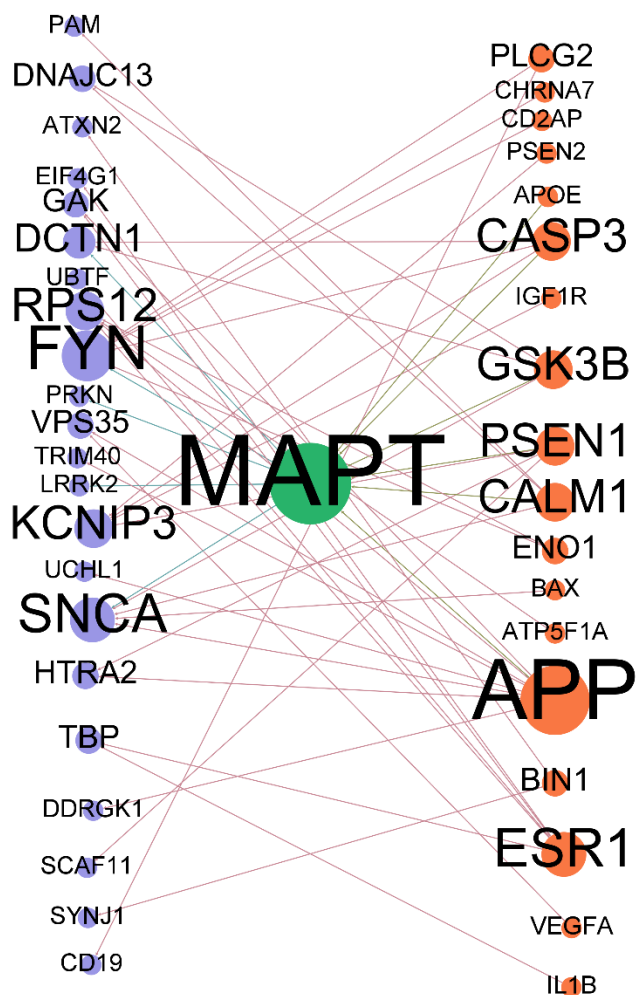 PAM
DNAJC13
ATXN2
EIF4G1
GAK
DCTN1
UBTF
RPS12
FYN
PRKN
VPS35
TRIM40
LRRK2
KCNIP3
UCHL1
SNCA
HTRA2
TBP
DDRGK1
SCAF11
SYNJ1
CD19
MAPT
PLCG2
CHRNA7
CD2AP
PSEN2
APOE
CASP3
IGF1R
GSK3B
PSEN1
CALM1
ENO1
BAX
ATP5F1A
APP
BIN1
ESR1
VEGFA
IL1B